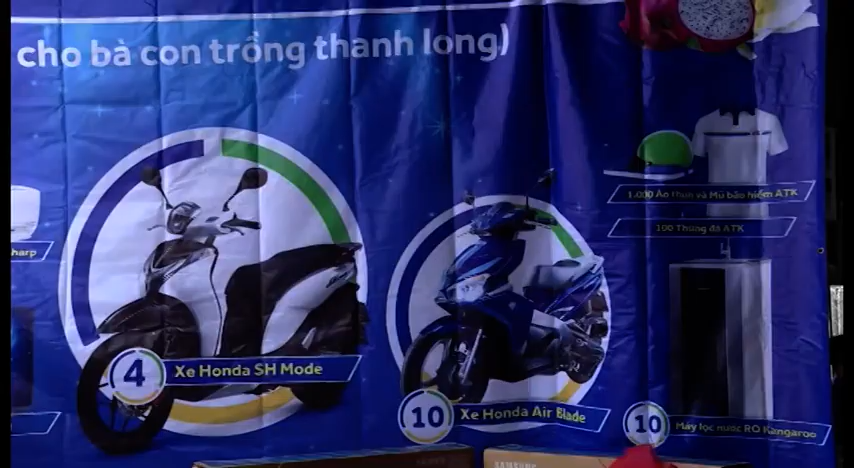 cho bà con trồng thanh long)
1.000 Áo thun và Mũ bảo hiểm ATK
100 Thùng đá ATK
harp
4 Xe Honda SH Mode
10 Xe Honda Air Blade
10 Máy lọc nước RO Kangaroo
SAMSUNG